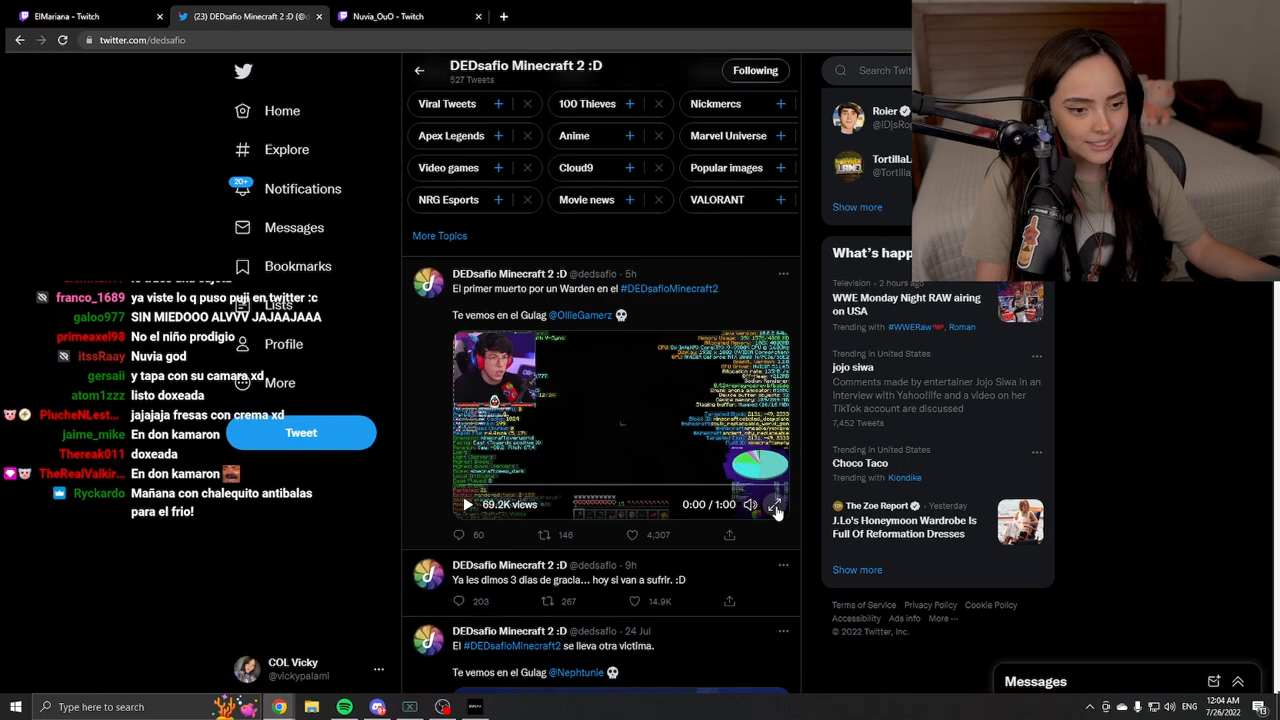 ElMariana - Twitch
(23) DEDsafio Minecraft 2 :D (@d
Nuvia_OuO - Twitch
twitter.com/dedsafio
Home
Explore
20+
Notifications
Messages
Bookmarks
Lists
Profile
More
Tweet
COL Vicky
@vickypalami
franco_1689 ya viste lo q puso puji en twitter :c
galoo977 SIN MIEDOOO ALVVV JAJAAJAAA
primeaxel98 No el niño prodigio
itssRaay Nuvia god
gersaii y tapa con su camara xd
atom1zzz listo doxeada
PlucheNLest... jajajaja fresas con crema xd
jaime_mike En don kamaron
Thereak011 doxeada
TheRealValkir... En don kamaron
Ryckardo Mañana con chalequito antibalas
para el frio!
DEDsafio Minecraft 2 :D
527 Tweets
Following
Viral Tweets
100 Thieves
Nickmercs
Apex Legends
Anime
Marvel Universe
Video games
Cloud9
Popular images
NRG Esports
Movie news
VALORANT
More Topics
DEDsafio Minecraft 2 :D @dedsafio · 5h
El primer muerto por un Warden en el #DEDsafioMinecraft2
Te vemos en el Gulag @OllieGamerz
69.2K views
0:00 / 1:00
60 146 4,307
DEDsafio Minecraft 2 :D @dedsafio · 9h
Ya les dimos 3 dias de gracia... hoy si van a sufrir. :D
203 267 14.9K
DEDsafio Minecraft 2 :D @dedsafio · 24 Jul
El #DEDsafioMinecraft2 se lleva otra victima.
Te vemos en el Gulag @Nephtunie
Search Twit
Roier
@IDjsRo
TortillaL
@Tortilla
Show more
What's happ
Television · 2 hours ago
WWE Monday Night RAW airing
on USA
Trending with #WWERaw, Roman
Trending in United States
jojo siwa
Comments made by entertainer Jojo Siwa in an
Interview with Yahoo!life and a video on her
TikTok account are discussed
7,452 Tweets
Trending in United States
Choco Taco
Trending with Klondike
The Zoe Report · Yesterday
J.Lo's Honeymoon Wardrobe Is
Full Of Reformation Dresses
Show more
Terms of Service Privacy Policy Cookie Policy
Accessibility Ads info More ···
© 2022 Twitter, Inc.
Messages
Type here to search
ENG
12:04 AM
7/26/2022